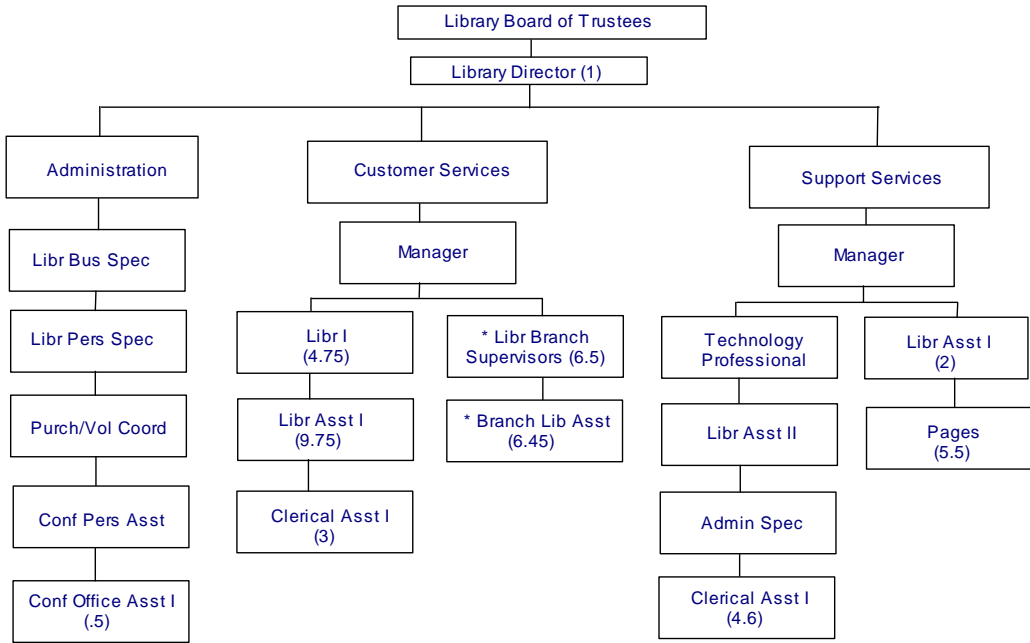 Library Board of Trustees
Library Director (1)
Administration
Customer Services
Support Services
Libr Bus Spec
Manager
Manager
Libr Pers Spec
Libr I
(4.75)
* Libr Branch
Supervisors (6.5)
Technology
Professional
Libr Asst I
(2)
Purch/Vol Coord
Libr Asst I
(9.75)
* Branch Lib Asst
(6.45)
Libr Asst II
Pages
(5.5)
Conf Pers Asst
Clerical Asst I
(3)
Admin Spec
Conf Office Asst I
(.5)
Clerical Asst I
(4.6)